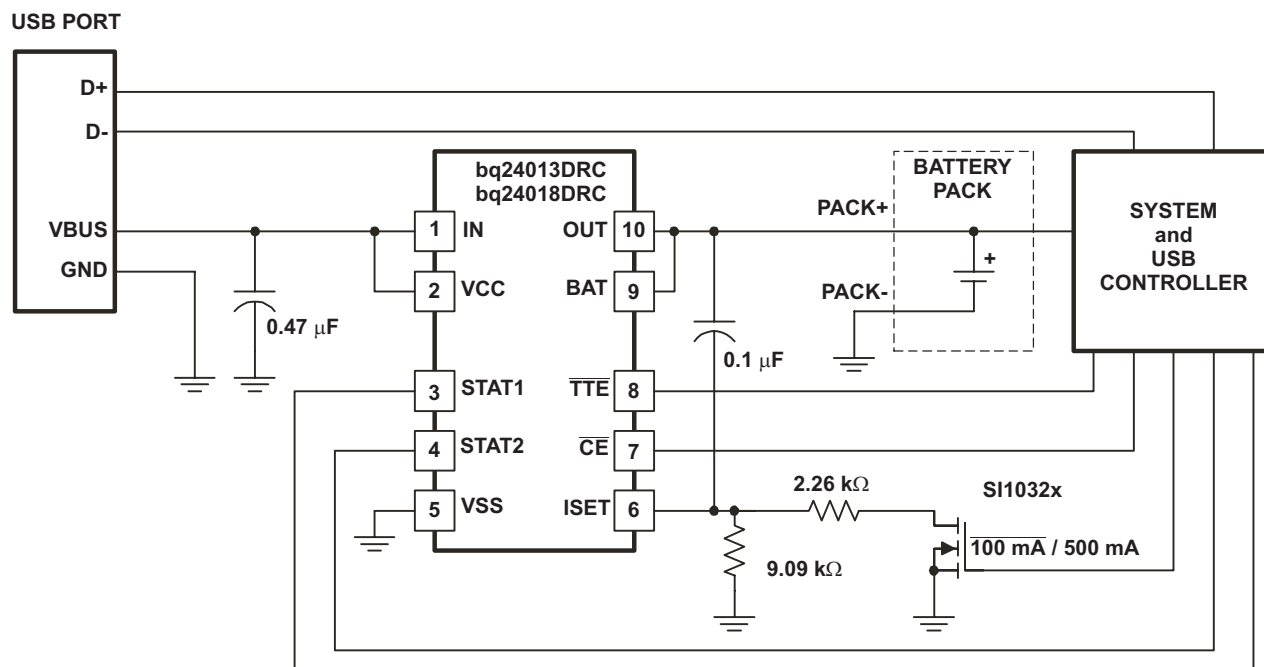 USB PORT
D+
D-
VBUS
GND
0.47 μF
bq24013DRC
bq24018DRC
1 IN
2 VCC
3 STAT1
4 STAT2
5 VSS
OUT 10
BAT 9
TTE 8
CE 7
ISET 6
0.1 μF
PACK+
PACK-
BATTERY
PACK
+
SYSTEM
and
USB
CONTROLLER
2.26 kΩ
9.09 kΩ
SI1032x
100 mA / 500 mA